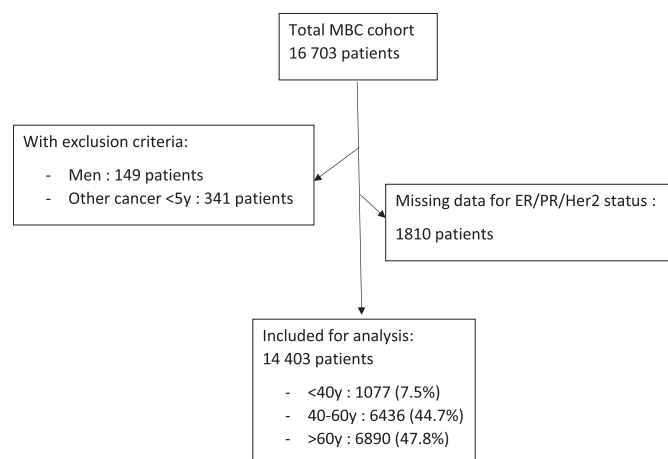 Total MBC cohort
16 703 patients
With exclusion criteria:
- Men : 149 patients
- Other cancer <5y : 341 patients
Missing data for ER/PR/Her2 status :
1810 patients
Included for analysis:
14 403 patients
- <40y : 1077 (7.5%)
- 40-60y : 6436 (44.7%)
- >60y : 6890 (47.8%)